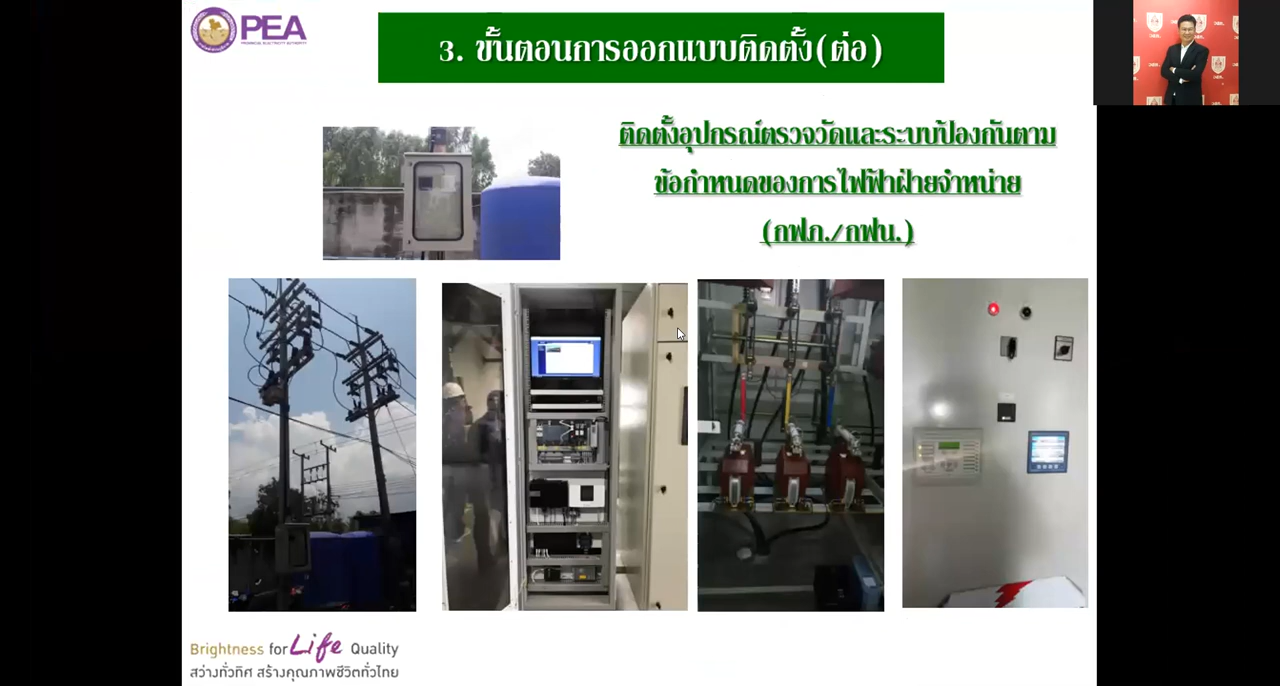 PEA
PROVINCIAL ELECTRICITY AUTHORITY
3. ขั้นตอนการออกแบบติดตั้ง(ต่อ)
ติดตั้งอุปกรณ์ตรวจวัดและระบบป้องกันตาม
ข้อกำหนดของการไฟฟ้าฝ่ายจำหน่าย
(กฟภ./กฟน.)
Brightness for Life Quality
สว่างทั่วทิศ สร้างคุณภาพชีวิตทั่วไทย